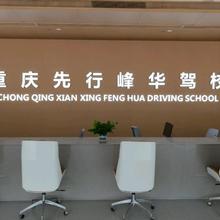 重庆先行峰华驾校
CHONG QING XIAN XING FENG HUA DRIVING SCHOOL